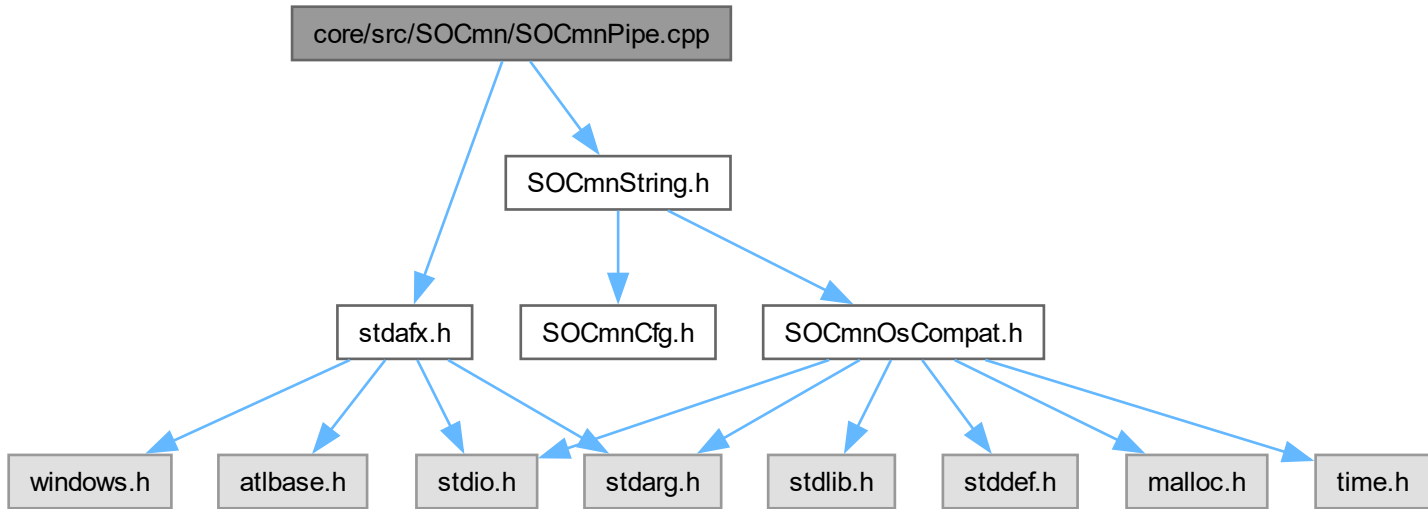 core/src/SOCmn/SOCmnPipe.cpp
SOCmnString.h
stdafx.h
SOCmnCfg.h
SOCmnOsCompat.h
windows.h
atlbase.h
stdio.h
stdarg.h
stdlib.h
stddef.h
malloc.h
time.h